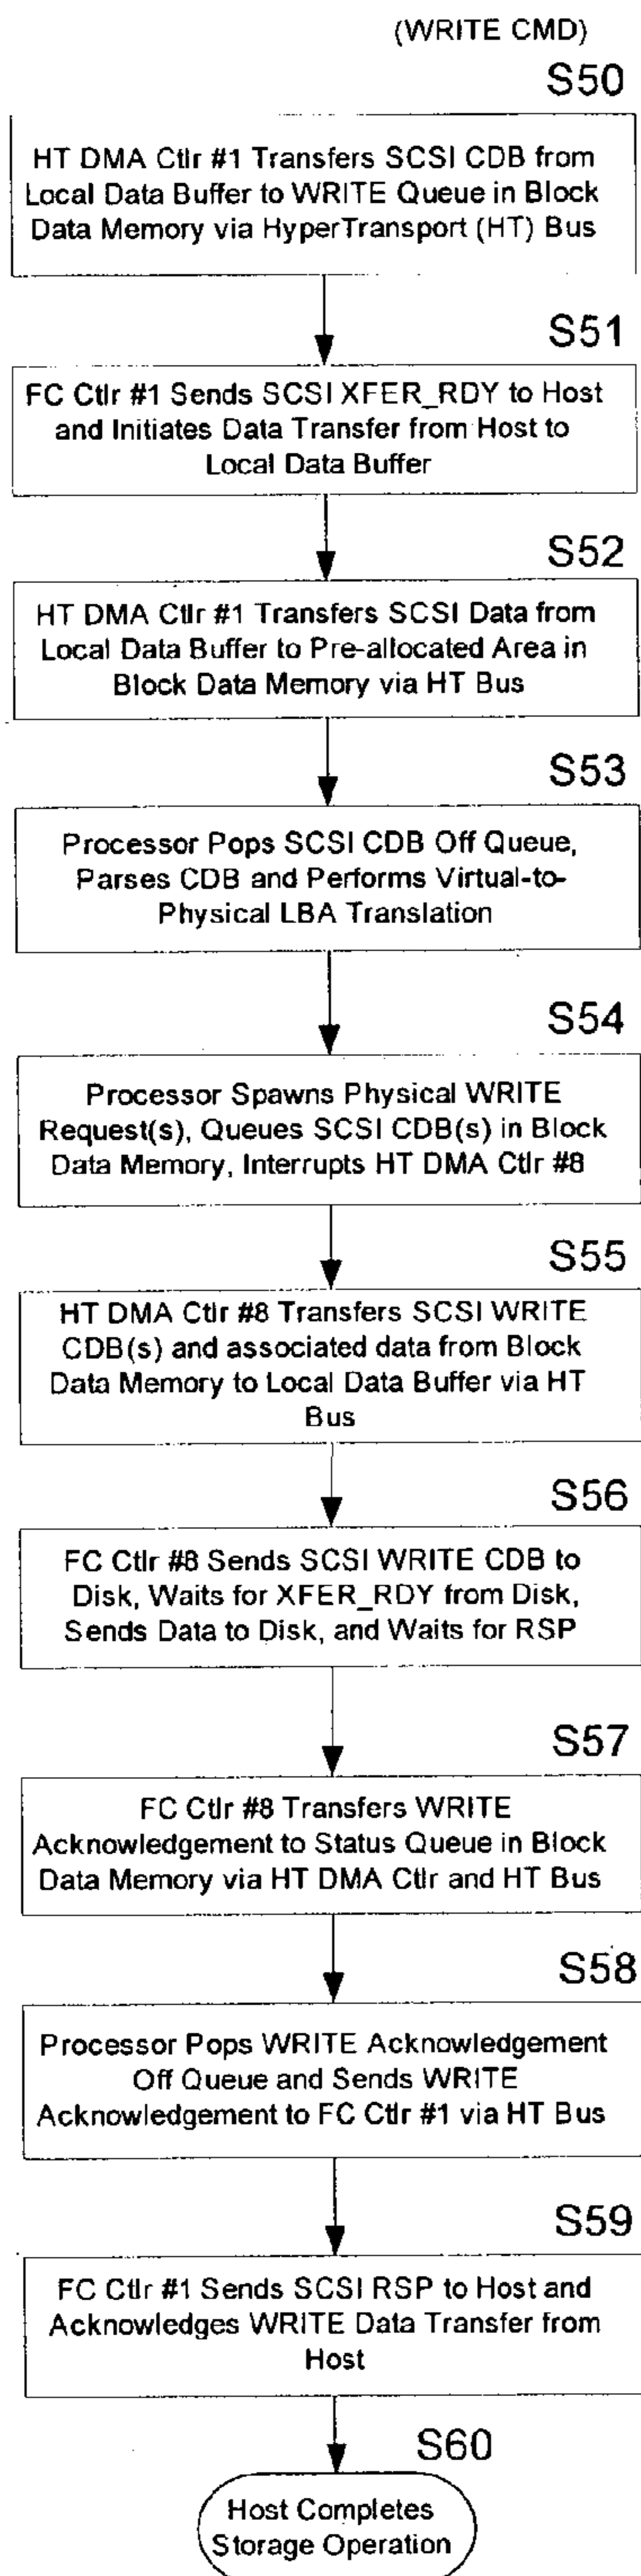 (WRITE CMD)
S50
HT DMA Ctlr #1 Transfers SCSI CDB from
Local Data Buffer to WRITE Queue in Block
Data Memory via HyperTransport (HT) Bus
S51
FC Ctlr #1 Sends SCSI XFER_RDY to Host
and Initiates Data Transfer from Host to
Local Data Buffer
S52
HT DMA Ctlr #1 Transfers SCSI Data from
Local Data Buffer to Pre-allocated Area in
Block Data Memory via HT Bus
S53
Processor Pops SCSI CDB Off Queue,
Parses CDB and Performs Virtual-to-
Physical LBA Translation
S54
Processor Spawns Physical WRITE
Request(s), Queues SCSI CDB(s) in Block
Data Memory, Interrupts HT DMA Ctlr #8
S55
HT DMA Ctlr #8 Transfers SCSI WRITE
CDB(s) and associated data from Block
Data Memory to Local Data Buffer via HT
Bus
S56
FC Ctlr #8 Sends SCSI WRITE CDB to
Disk, Waits for XFER_RDY from Disk,
Sends Data to Disk, and Waits for RSP
S57
FC Ctlr #8 Transfers WRITE
Acknowledgement to Status Queue in Block
Data Memory via HT DMA Ctlr and HT Bus
S58
Processor Pops WRITE Acknowledgement
Off Queue and Sends WRITE
Acknowledgement to FC Ctlr #1 via HT Bus
S59
FC Ctlr #1 Sends SCSI RSP to Host and
Acknowledges WRITE Data Transfer from
Host
S60
Host Completes
Storage Operation